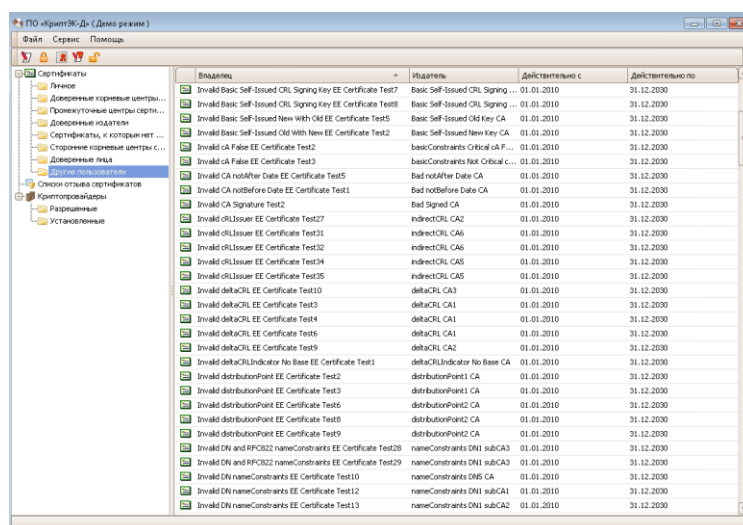 ПО «КриптЭК-Д» ( Демо режим )
Файл Сервис Помощь
Сертификаты
Личное
Доверенные корневые центры...
Промежуточные центры серти...
Доверенные издатели
Сертификаты, к которым нет ...
Сторонние корневые центры с...
Доверенные лица
Другие пользователи
Списки отзыва сертификатов
Криптопровайдеры
Разрешенные
Установленные
Владелец Издатель Действительно с Действительно по
Invalid Basic Self-Issued CRL Signing Key EE Certificate Test7 Basic Self-Issued CRL Signing ... 01.01.2010 31.12.2030
Invalid Basic Self-Issued CRL Signing Key EE Certificate Test8 Basic Self-Issued CRL Signing ... 01.01.2010 31.12.2030
Invalid Basic Self-Issued New With Old EE Certificate Test5 Basic Self-Issued Old Key CA 01.01.2010 31.12.2030
Invalid Basic Self-Issued Old With New EE Certificate Test2 Basic Self-Issued New Key CA 01.01.2010 31.12.2030
Invalid cA False EE Certificate Test2 basicConstraints Critical cA F... 01.01.2010 31.12.2030
Invalid cA False EE Certificate Test3 basicConstraints Not Critical c... 01.01.2010 31.12.2030
Invalid CA notAfter Date EE Certificate Test5 Bad notAfter Date CA 01.01.2010 31.12.2030
Invalid CA notBefore Date EE Certificate Test1 Bad notBefore Date CA 01.01.2010 31.12.2030
Invalid CA Signature Test2 Bad Signed CA 01.01.2010 31.12.2030
Invalid cRLIssuer EE Certificate Test27 indirectCRL CA2 01.01.2010 31.12.2030
Invalid cRLIssuer EE Certificate Test31 indirectCRL CA6 01.01.2010 31.12.2030
Invalid cRLIssuer EE Certificate Test32 indirectCRL CA6 01.01.2010 31.12.2030
Invalid cRLIssuer EE Certificate Test34 indirectCRL CA5 01.01.2010 31.12.2030
Invalid cRLIssuer EE Certificate Test35 indirectCRL CA5 01.01.2010 31.12.2030
Invalid deltaCRL EE Certificate Test10 deltaCRL CA3 01.01.2010 31.12.2030
Invalid deltaCRL EE Certificate Test3 deltaCRL CA1 01.01.2010 31.12.2030
Invalid deltaCRL EE Certificate Test4 deltaCRL CA1 01.01.2010 31.12.2030
Invalid deltaCRL EE Certificate Test6 deltaCRL CA1 01.01.2010 31.12.2030
Invalid deltaCRL EE Certificate Test9 deltaCRL CA2 01.01.2010 31.12.2030
Invalid deltaCRLIndicator No Base EE Certificate Test1 deltaCRLIndicator No Base CA 01.01.2010 31.12.2030
Invalid distributionPoint EE Certificate Test2 distributionPoint1 CA 01.01.2010 31.12.2030
Invalid distributionPoint EE Certificate Test3 distributionPoint1 CA 01.01.2010 31.12.2030
Invalid distributionPoint EE Certificate Test6 distributionPoint2 CA 01.01.2010 31.12.2030
Invalid distributionPoint EE Certificate Test8 distributionPoint2 CA 01.01.2010 31.12.2030
Invalid distributionPoint EE Certificate Test9 distributionPoint2 CA 01.01.2010 31.12.2030
Invalid DN and RFC822 nameConstraints EE Certificate Test28 nameConstraints DN1 subCA3 01.01.2010 31.12.2030
Invalid DN and RFC822 nameConstraints EE Certificate Test29 nameConstraints DN1 subCA3 01.01.2010 31.12.2030
Invalid DN nameConstraints EE Certificate Test10 nameConstraints DN5 CA 01.01.2010 31.12.2030
Invalid DN nameConstraints EE Certificate Test12 nameConstraints DN1 subCA1 01.01.2010 31.12.2030
Invalid DN nameConstraints EE Certificate Test13 nameConstraints DN1 subCA2 01.01.2010 31.12.2030